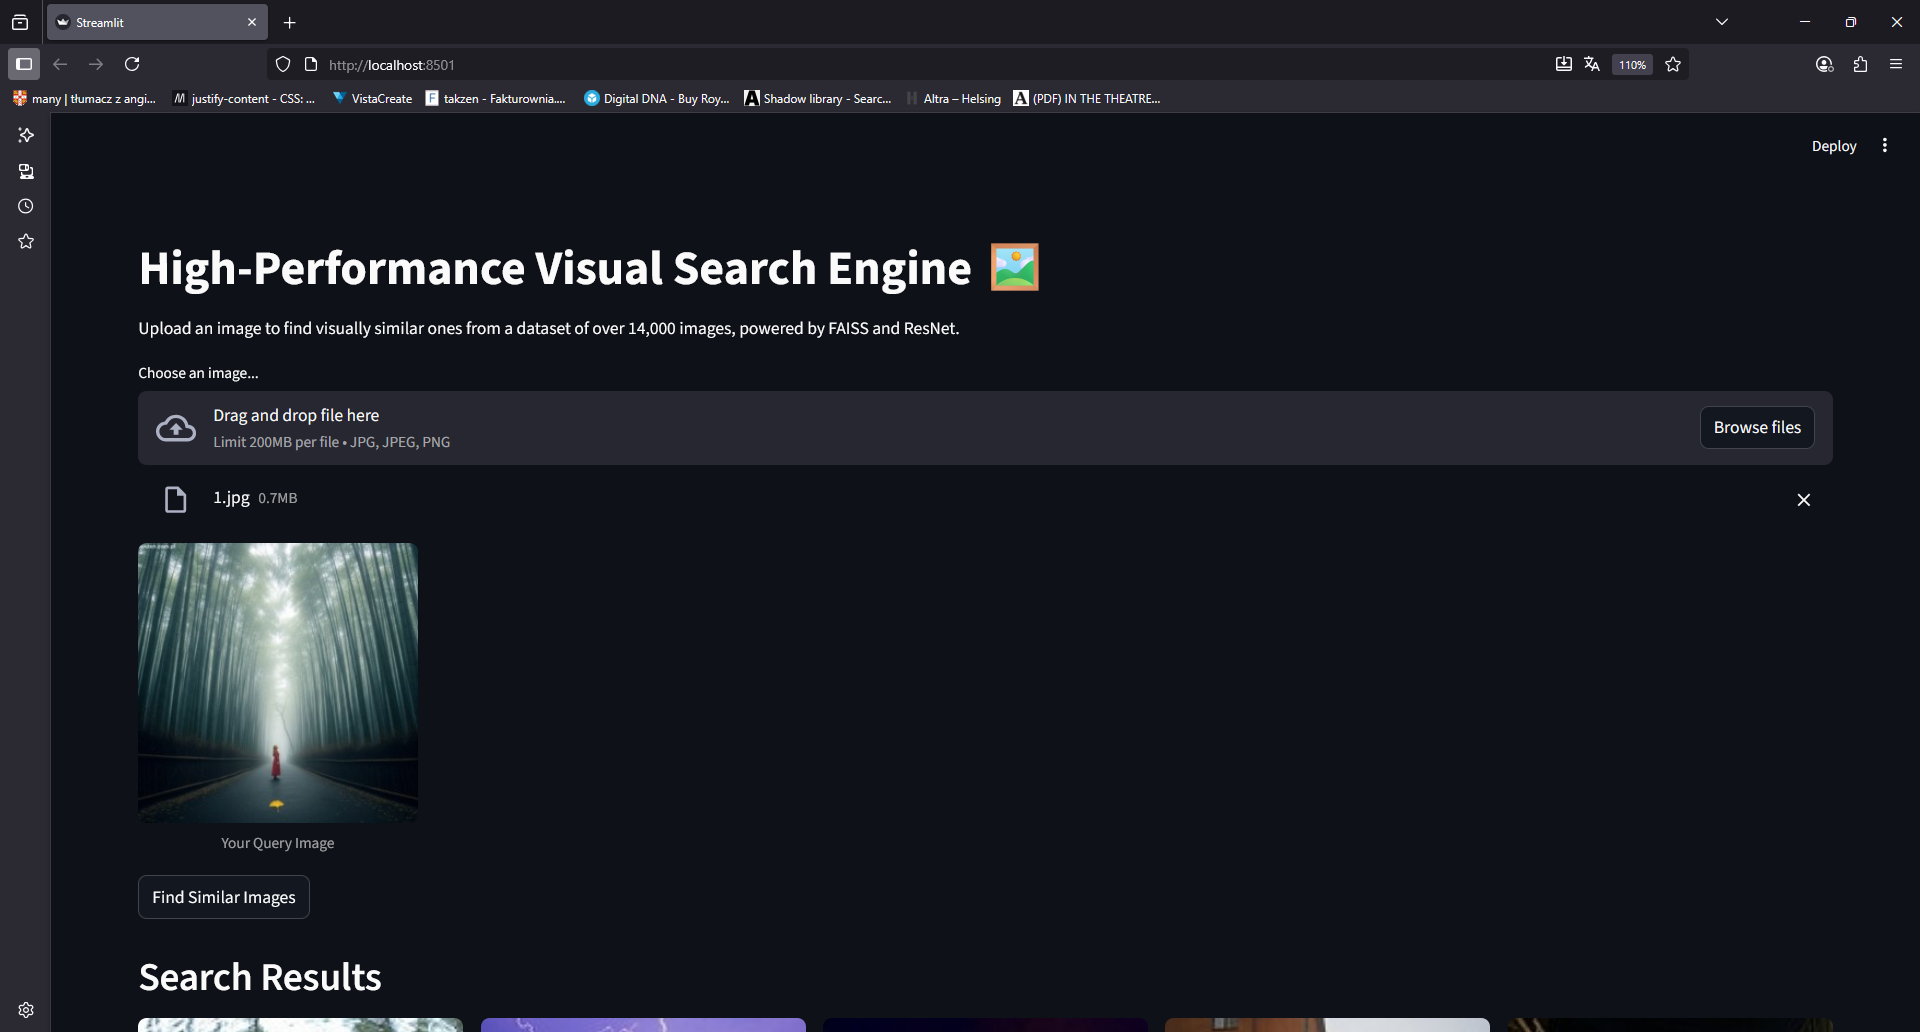 Streamlit
http://localhost:8501
110%
many | tłumacz z angi...
justify-content - CSS: ...
VistaCreate
takzen - Fakturownia....
Digital DNA - Buy Roy...
Shadow library - Searc...
Altra – Helsing
(PDF) IN THE THEATRE...
Deploy
High-Performance Visual Search Engine
Upload an image to find visually similar ones from a dataset of over 14,000 images, powered by FAISS and ResNet.
Choose an image...
Drag and drop file here
Limit 200MB per file • JPG, JPEG, PNG
Browse files
1.jpg 0.7MB
Your Query Image
Find Similar Images
Search Results